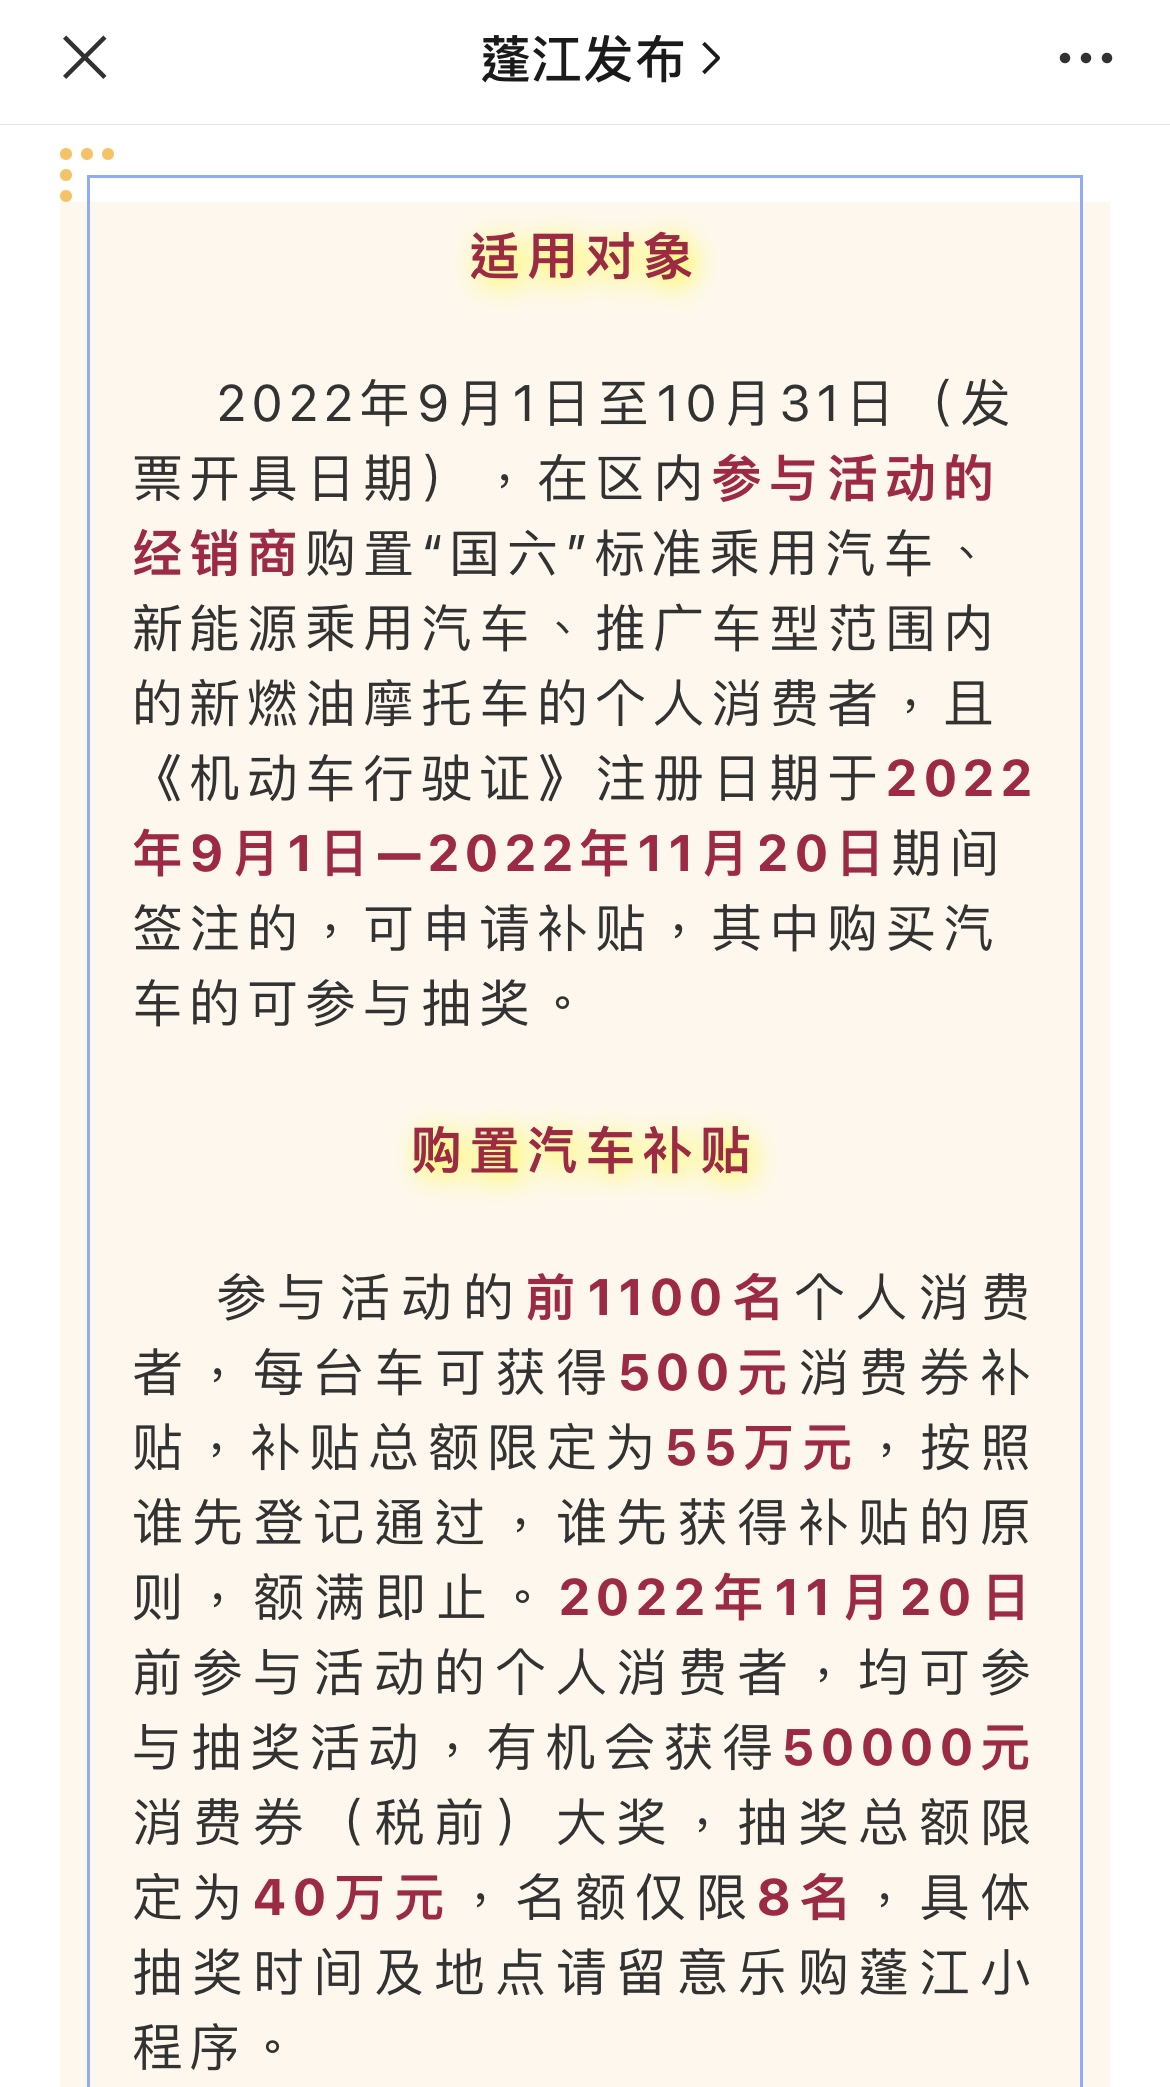 蓬江发布
适用对象
2022年9月1日至10月31日（发
票开具日期），在区内参与活动的
经销商购置“国六”标准乘用汽车、
新能源乘用汽车、推广车型范围内
的新燃油摩托车的个人消费者，且
《机动车行驶证》注册日期于2022
年9月1日—2022年11月20日期间
签注的，可申请补贴，其中购买汽
车的可参与抽奖。
购置汽车补贴
参与活动的前1100名个人消费
者，每台车可获得500元消费券补
贴，补贴总额限定为55万元，按照
谁先登记通过，谁先获得补贴的原
则，额满即止。2022年11月20日
前参与活动的个人消费者，均可参
与抽奖活动，有机会获得50000元
消费券（税前）大奖，抽奖总额限
定为40万元，名额仅限8名，具体
抽奖时间及地点请留意乐购蓬江小
程序。